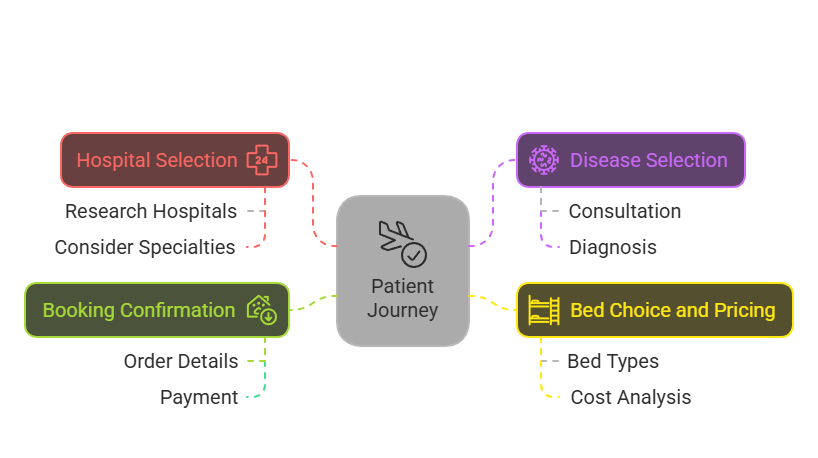 Hospital Selection
24
Research Hospitals
Consider Specialties
Disease Selection
Consultation
Diagnosis
Patient
Journey
Booking Confirmation
Order Details
Payment
Bed Choice and Pricing
Bed Types
Cost Analysis